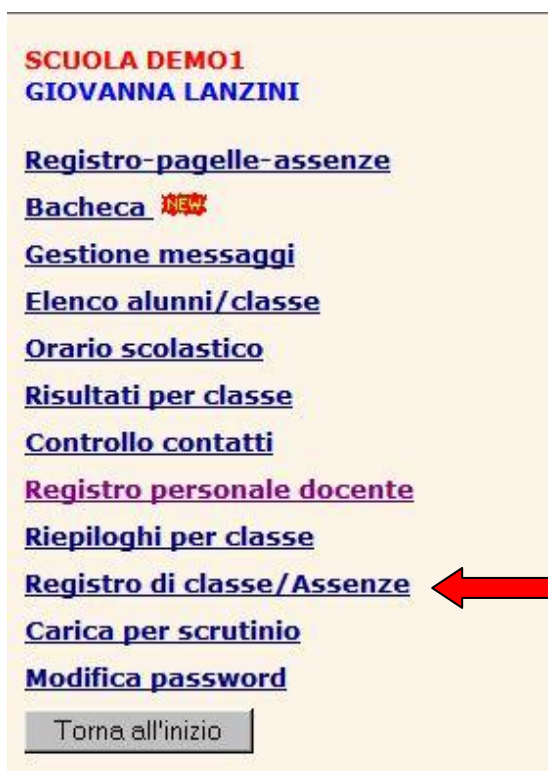 SCUOLA DEMO1
GIOVANNA LANZINI
Registro-pagelle-assenze
Bacheca NEW
Gestione messaggi
Elenco alunni/classe
Orario scolastico
Risultati per classe
Controllo contatti
Registro personale docente
Riepiloghi per classe
Registro di classe/Assenze
Carica per scrutinio
Modifica password
Torna all'inizio